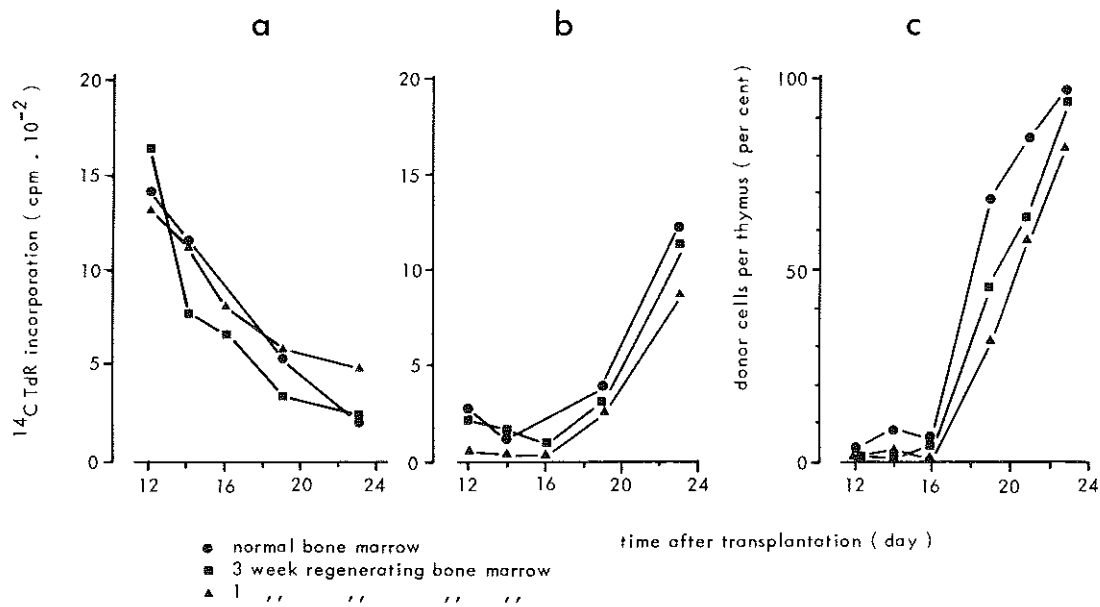 a b c
¹⁴C TdR incorporation ( cpm . 10⁻² )
20
15
10
5
0
12 16 20 24
20
15
10
5
0
12 16 20 24
donor cells per thymus ( per cent )
100
50
0
12 16 20 24
time after transplantation ( day )
normal bone marrow
3 week regenerating bone marrow
1 ,, ,, ,, ,,